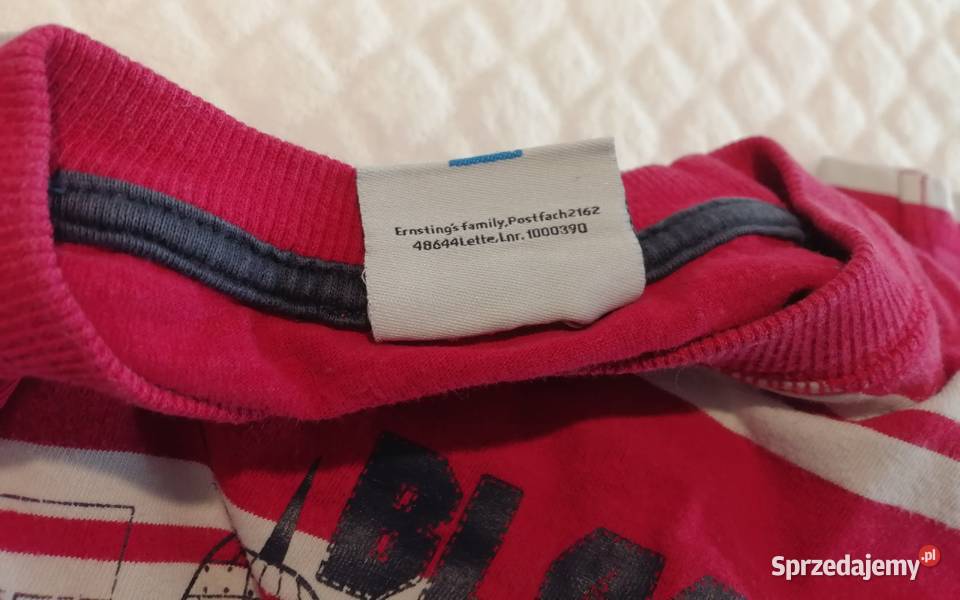 Ernsting's family,Postfach2162
48644Lette,Lnr.1000390
Sprzedajemy.pl